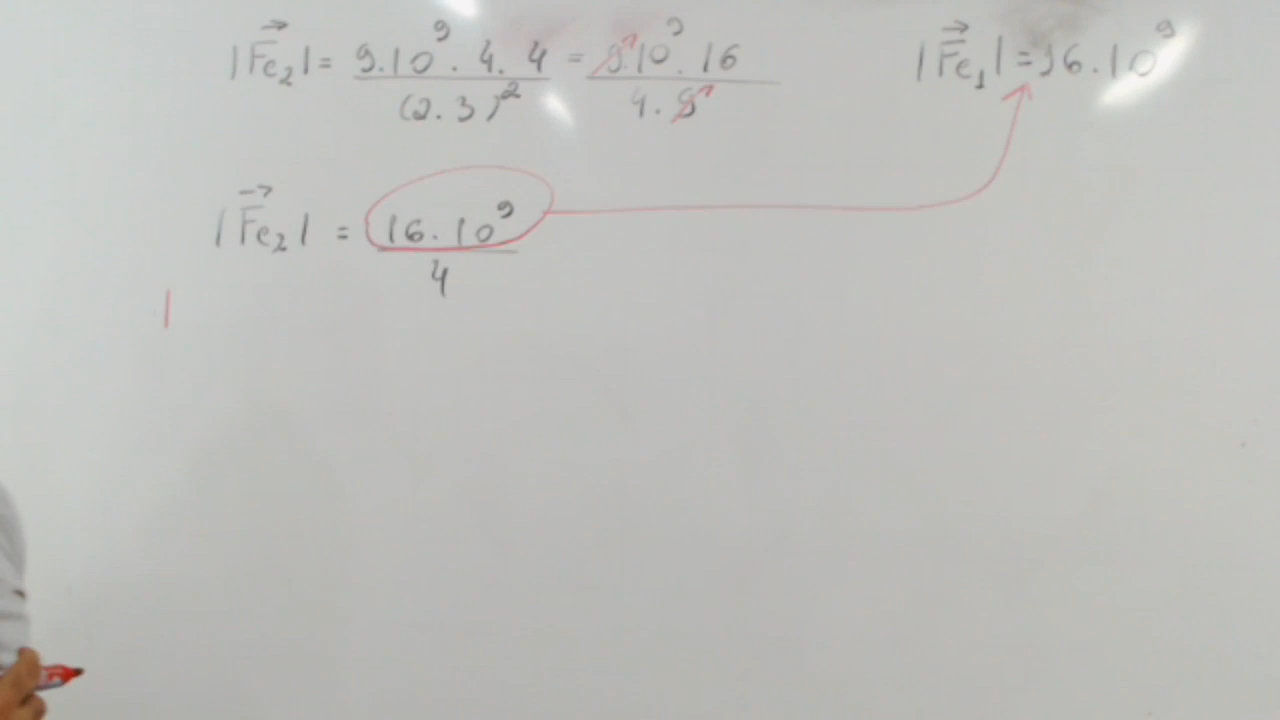 |F⃗e₂| = 9.10⁹ . 4. 4 / (2.3)² = 9.10⁹ . 16 / 4 . 9
|F⃗e₁| = 16.10⁹
|F⃗e₂| = 16.10⁹ / 4
|